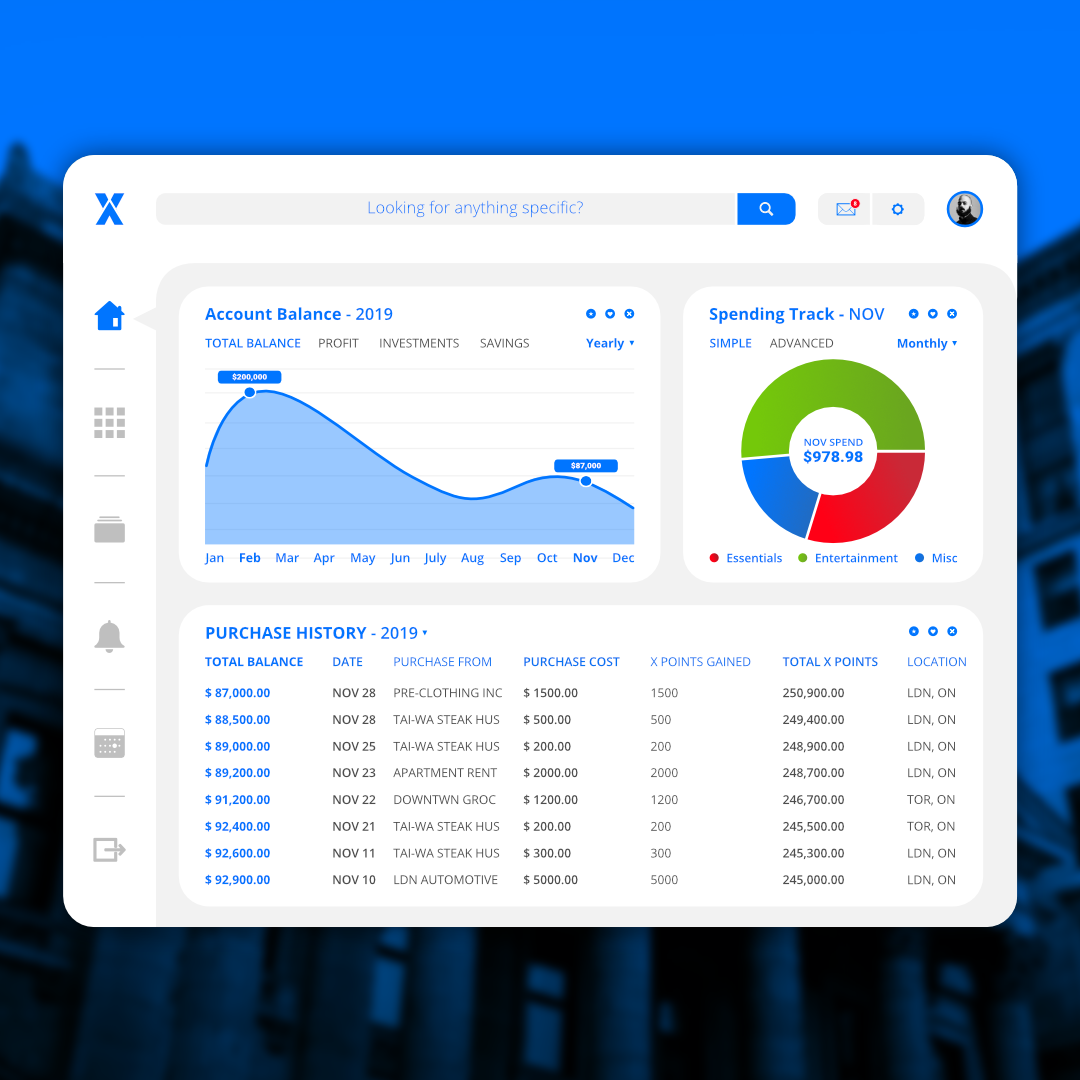 X
Looking for anything specific?
8
Account Balance - 2019
TOTAL BALANCE PROFIT INVESTMENTS SAVINGS Yearly ▾
$200,000
$87,000
Jan Feb Mar Apr May Jun July Aug Sep Oct Nov Dec
Spending Track - NOV
SIMPLE ADVANCED Monthly ▾
NOV SPEND
$978.98
Essentials Entertainment Misc
PURCHASE HISTORY - 2019 ▾
TOTAL BALANCE DATE PURCHASE FROM PURCHASE COST X POINTS GAINED TOTAL X POINTS LOCATION
$ 87,000.00 NOV 28 PRE-CLOTHING INC $ 1500.00 1500 250,900.00 LDN, ON
$ 88,500.00 NOV 28 TAI-WA STEAK HUS $ 500.00 500 249,400.00 LDN, ON
$ 89,000.00 NOV 25 TAI-WA STEAK HUS $ 200.00 200 248,900.00 LDN, ON
$ 89,200.00 NOV 23 APARTMENT RENT $ 2000.00 2000 248,700.00 LDN, ON
$ 91,200.00 NOV 22 DOWNTWN GROC $ 1200.00 1200 246,700.00 TOR, ON
$ 92,400.00 NOV 21 TAI-WA STEAK HUS $ 200.00 200 245,500.00 TOR, ON
$ 92,600.00 NOV 11 TAI-WA STEAK HUS $ 300.00 300 245,300.00 LDN, ON
$ 92,900.00 NOV 10 LDN AUTOMOTIVE $ 5000.00 5000 245,000.00 LDN, ON